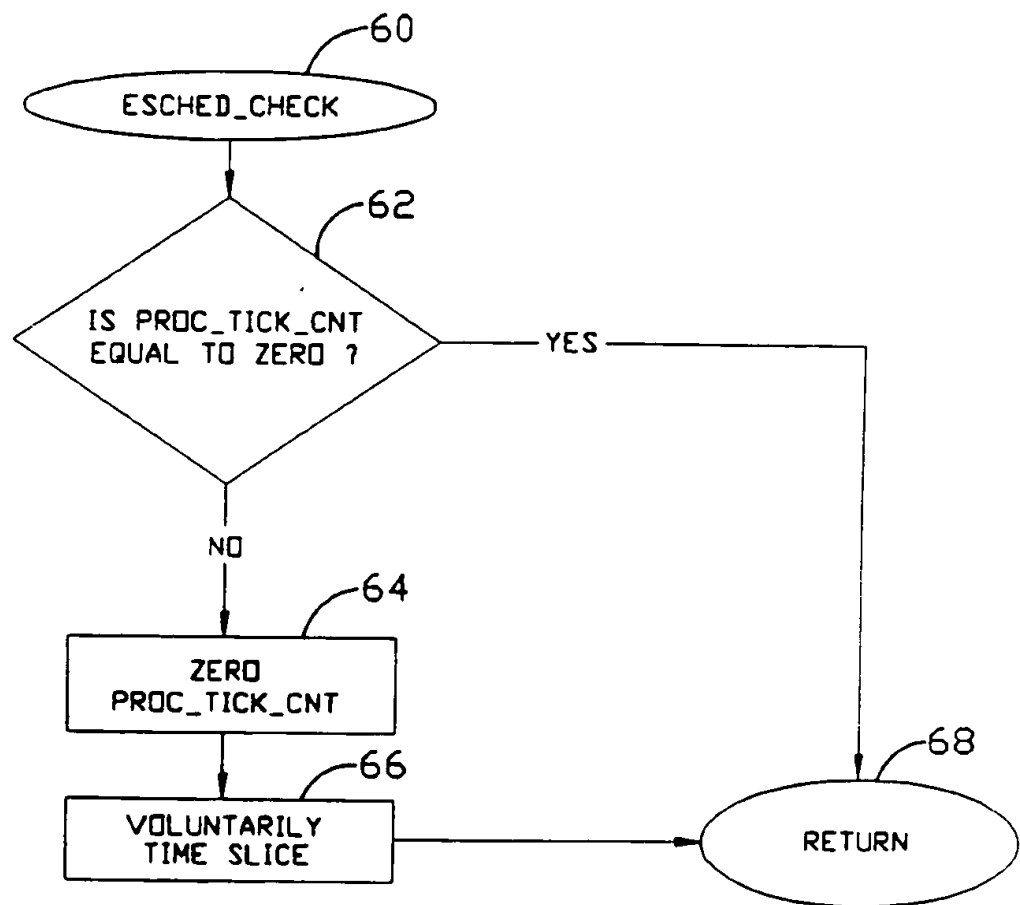 60
ESCHED_CHECK
62
IS PROC_TICK_CNT
EQUAL TO ZERO ?
YES
NO
64
ZERO
PROC_TICK_CNT
66
VOLUNTARILY
TIME SLICE
68
RETURN